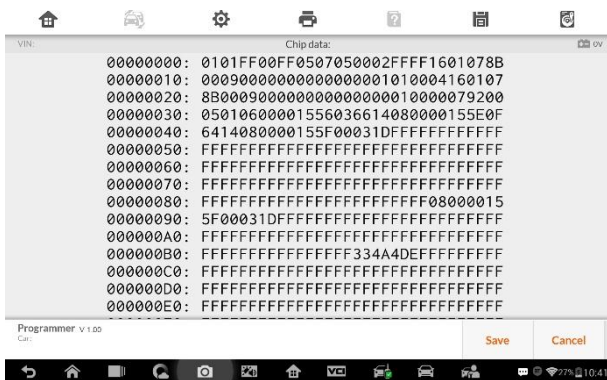 VIN:
Chip data:
0V
00000000: 0101FF00FF0507050002FFFF1601078B
00000010: 00090000000000000001010004160107
00000020: 8B000900000000000000010000079200
00000030: 0501060000155603661408000015​5E0F
00000040: 6414080000155F00031DFFFFFFFFFFFF
00000050: FFFFFFFFFFFFFFFFFFFFFFFFFFFFFFFF
00000060: FFFFFFFFFFFFFFFFFFFFFFFFFFFFFFFF
00000070: FFFFFFFFFFFFFFFFFFFFFFFFFFFFFFFF
00000080: FFFFFFFFFFFFFFFFFFFFFFFF08000015
00000090: 5F00031DFFFFFFFFFFFFFFFFFFFFFFFF
000000A0: FFFFFFFFFFFFFFFFFFFFFFFFFFFFFFFF
000000B0: FFFFFFFFFFFFFFFF334A4DEFFFFFFFFF
000000C0: FFFFFFFFFFFFFFFFFFFFFFFFFFFFFFFF
000000D0: FFFFFFFFFFFFFFFFFFFFFFFFFFFFFFFF
000000E0: FFFFFFFFFFFFFFFFFFFFFFFFFFFFFFFF
Programmer V 1.00
Car:
Save
Cancel
27% 10:41